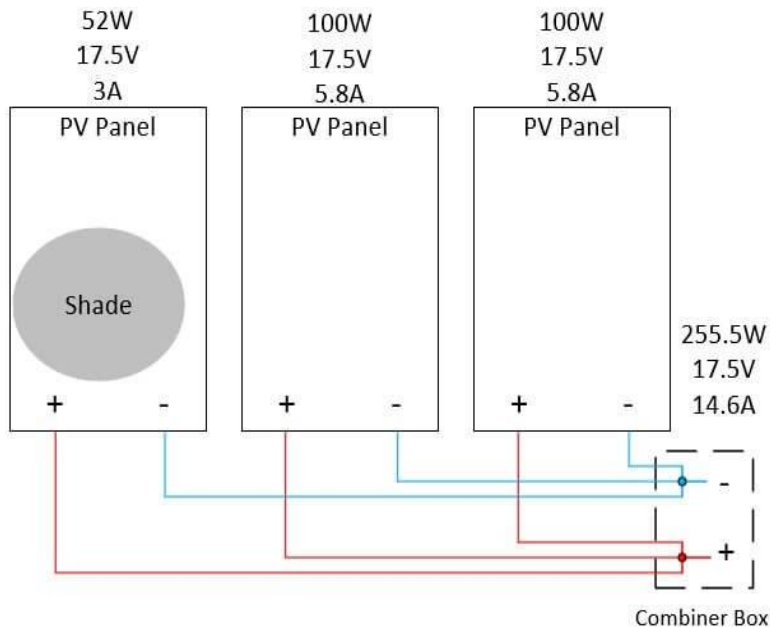 52W
17.5V
3A
PV Panel
Shade
+ -
100W
17.5V
5.8A
PV Panel
+ -
100W
17.5V
5.8A
PV Panel
+ -
255.5W
17.5V
14.6A
-
+
Combiner Box